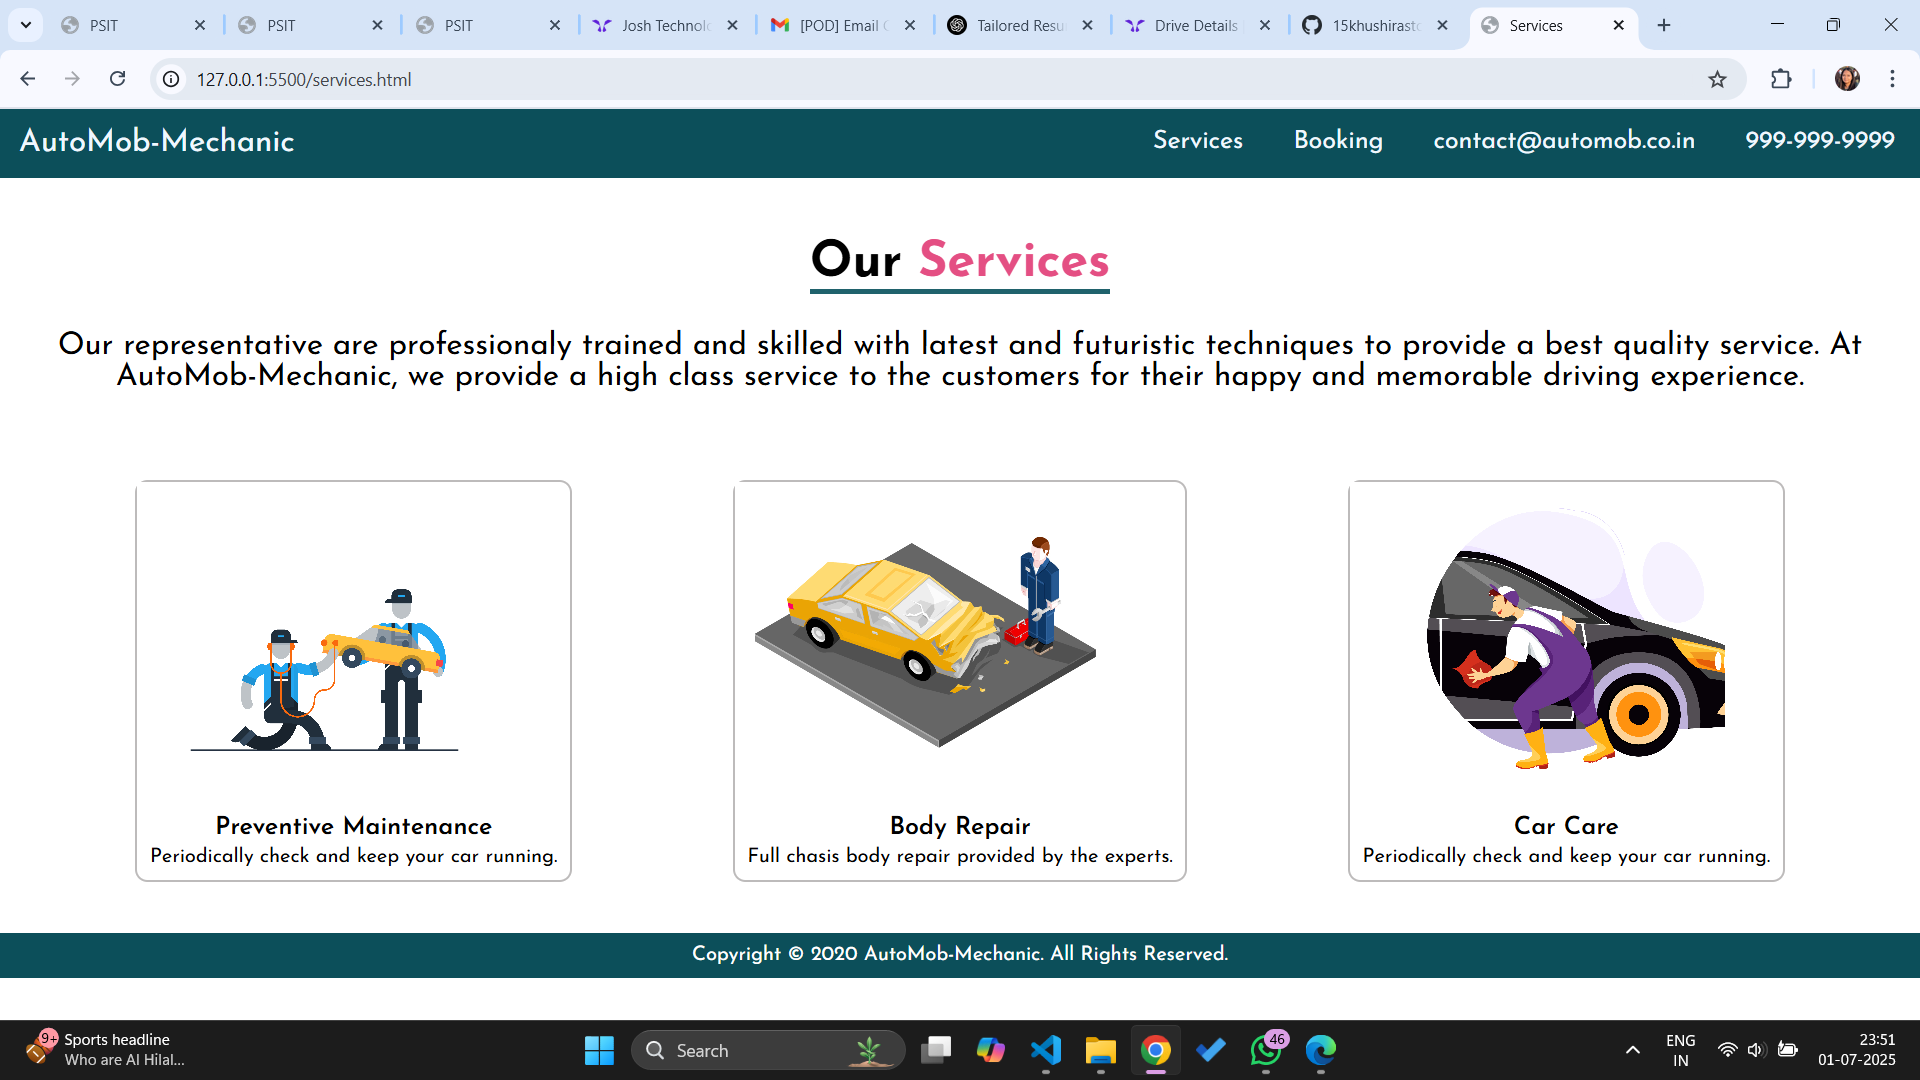 PSIT
PSIT
PSIT
Josh Technolo
[POD] Email
Tailored Resu
Drive Details
15khushirasto
Services
127.0.0.1:5500/services.html
AutoMob-Mechanic
Services
Booking
contact@automob.co.in
999-999-9999
Our Services
Our representative are professionaly trained and skilled with latest and futuristic techniques to provide a best quality service. At
AutoMob-Mechanic, we provide a high class service to the customers for their happy and memorable driving experience.
Preventive Maintenance
Periodically check and keep your car running.
Body Repair
Full chasis body repair provided by the experts.
Car Care
Periodically check and keep your car running.
Copyright © 2020 AutoMob-Mechanic. All Rights Reserved.
9+
Sports headline
Who are Al Hilal...
Search
46
ENG
IN
23:51
01-07-2025